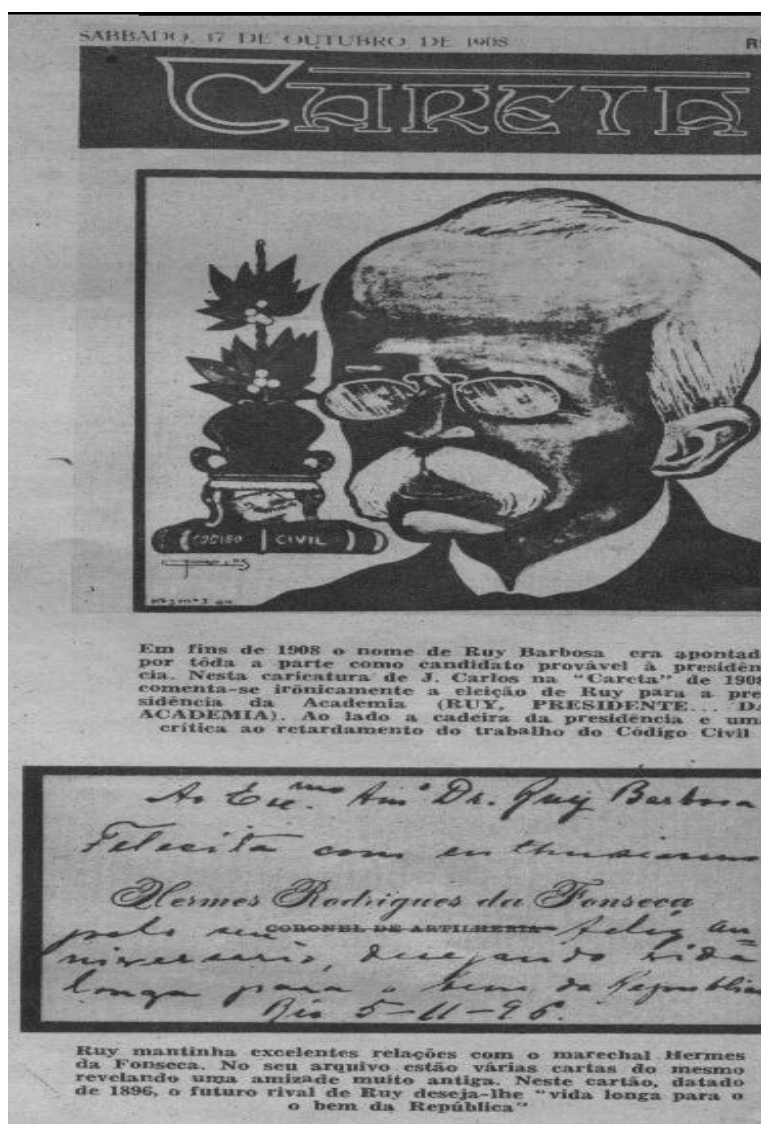 SABBADO, 17 DE OUTUBRO DE 1908
CARETA
CODIGO CIVIL
Em fins de 1908 o nome de Ruy Barbosa era apontad
por tôda a parte como candidato provável à presidên
cia. Nesta caricatura de J. Carlos na "Careta" de 1908
comenta-se irônicamente a eleição de Ruy para a pre
sidência da Academia (RUY, PRESIDENTE... DA
ACADEMIA). Ao lado a cadeira da presidência e uma
crítica ao retardamento do trabalho do Código Civil
Ao Exc.mo Amº Dr. Ruy Barbosa
Felecita com enthusiasmo
Hermes Rodrigues da Fonseca
CORONEL DE ARTILHERIA
pelo seu feliz an
niversario, desejando vida
longa para o bem da Republica
Rio 5-11-96.
Ruy mantinha excelentes relações com o marechal Hermes
da Fonseca. No seu arquivo estão várias cartas do mesmo
revelando uma amizade muito antiga. Neste cartão, datado
de 1896, o futuro rival de Ruy deseja-lhe "vida longa para o
o bem da República"